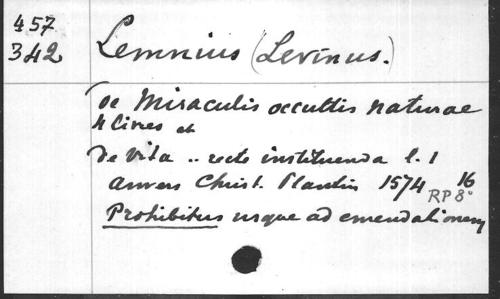 457
342
Lemnius (Levinus.)
de Miraculis occultis naturae
4 livres et
de vita .. recte instituenda l. 1
anvers Christ. Plantin 1574 16
RP 8°
Prohibitus usque ad emendationem